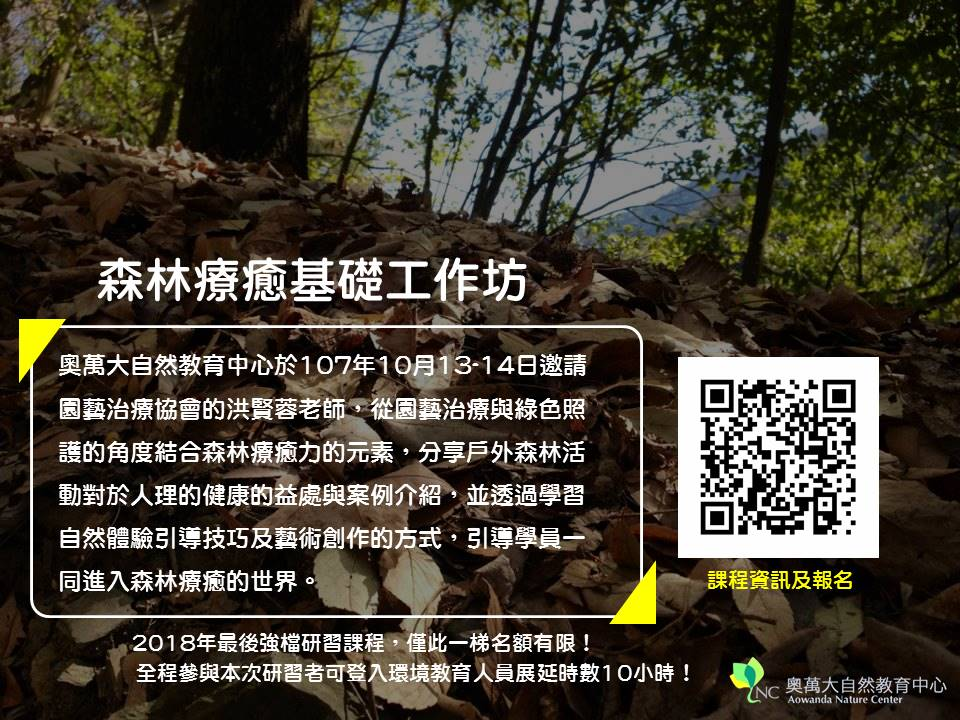 森林療癒基礎工作坊
奧萬大自然教育中心於107年10月13-14日邀請
園藝治療協會的洪賢蓉老師，從園藝治療與綠色照
護的角度結合森林療癒力的元素，分享戶外森林活
動對於人理的健康的益處與案例介紹，並透過學習
自然體驗引導技巧及藝術創作的方式，引導學員一
同進入森林療癒的世界。
課程資訊及報名
2018年最後強檔研習課程，僅此一梯名額有限！
全程參與本次研習者可登入環境教育人員展延時數10小時！
NC 奧萬大自然教育中心
Aowanda Nature Center